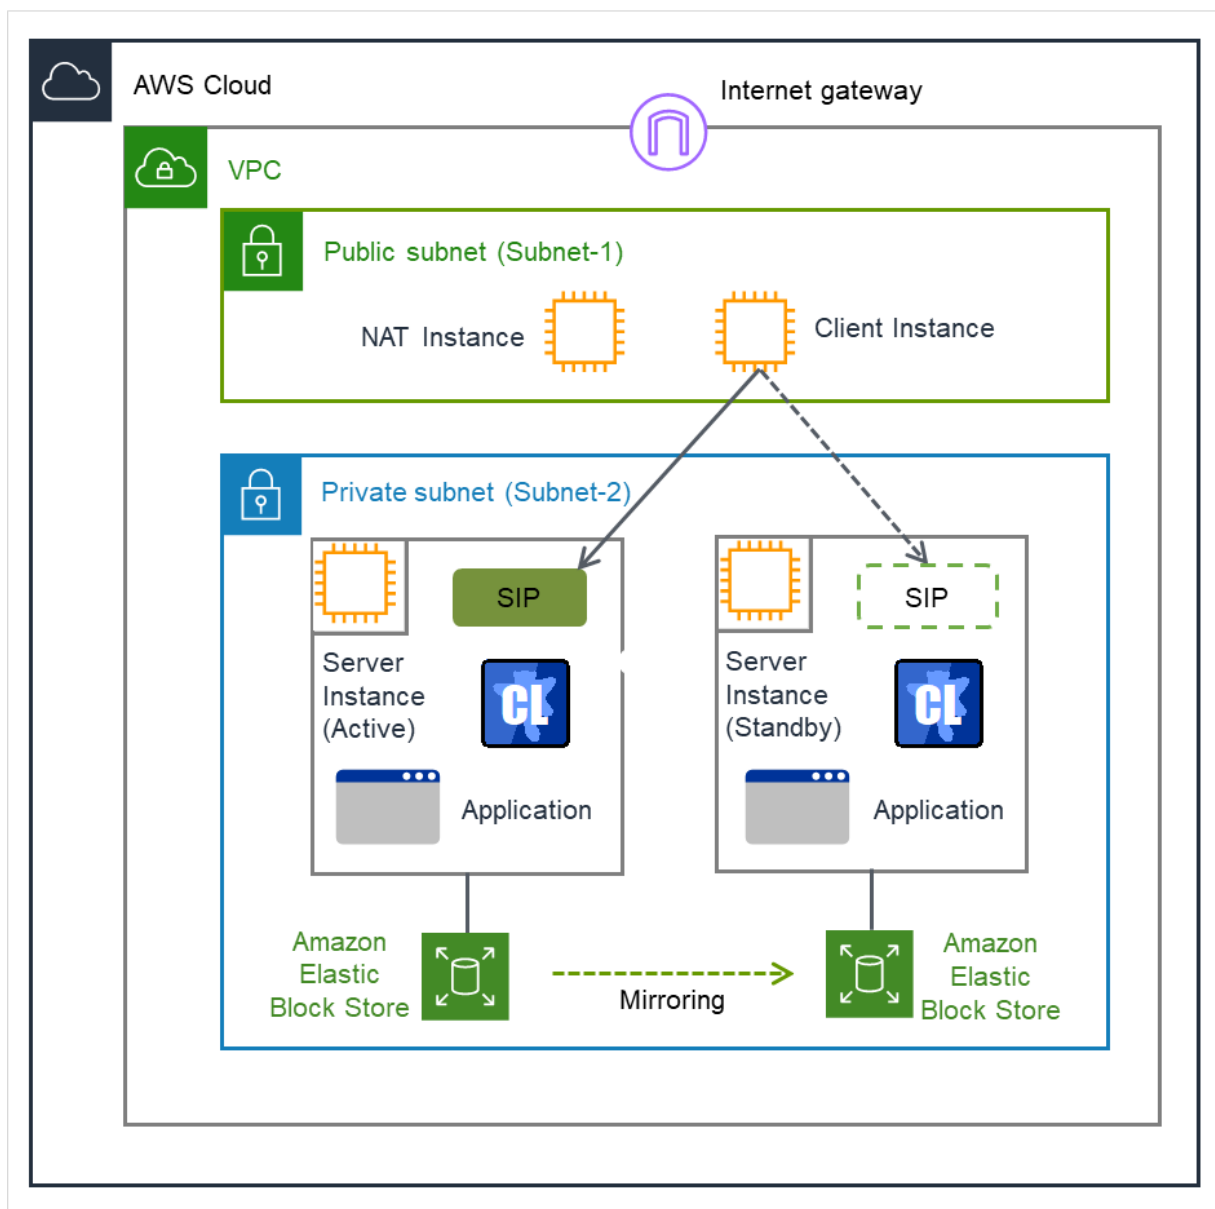 AWS Cloud
Internet gateway
VPC
Public subnet (Subnet-1)
NAT Instance
Client Instance
Private subnet (Subnet-2)
SIP
Server
Instance
(Active)
CL
Application
SIP
Server
Instance
(Standby)
CL
Application
Amazon
Elastic
Block Store
Mirroring
Amazon
Elastic
Block Store